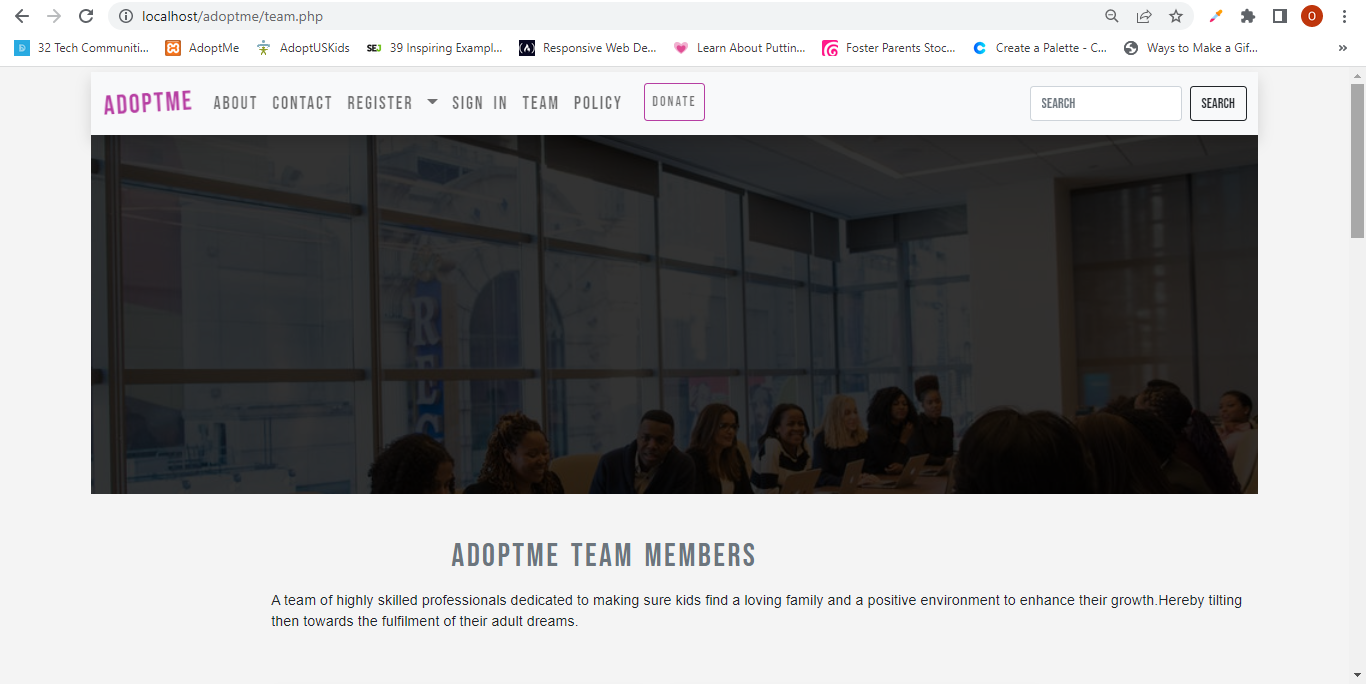 localhost/adoptme/team.php
O
32 Tech Communiti...
AdoptMe
AdoptUSKids
SEJ 39 Inspiring Exampl...
Responsive Web De...
Learn About Puttin...
Foster Parents Stoc...
Create a Palette - C...
Ways to Make a Gif...
»
ADOPTME
ABOUT CONTACT REGISTER SIGN IN TEAM POLICY
DONATE
SEARCH
SEARCH
REC
ADOPTME TEAM MEMBERS
A team of highly skilled professionals dedicated to making sure kids find a loving family and a positive environment to enhance their growth.Hereby tilting
then towards the fulfilment of their adult dreams.